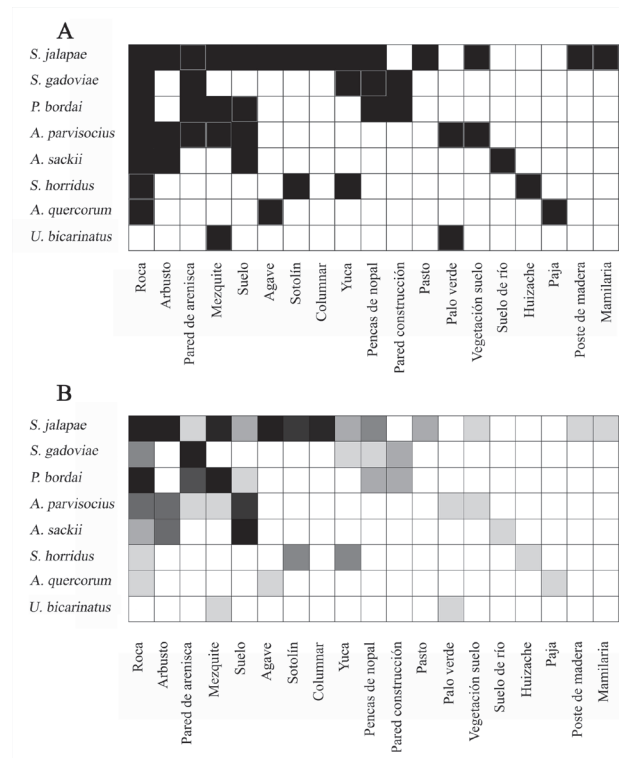 A
S. jalapae
S. gadoviae
P. bordai
A. parvisocius
A. sackii
S. horridus
A. quercorum
U. bicarinatus
Roca
Arbusto
Pared de arenisca
Mezquite
Suelo
Agave
Sotolín
Columnar
Yuca
Pencas de nopal
Pared construcción
Pasto
Palo verde
Vegetación suelo
Suelo de río
Huizache
Paja
Poste de madera
Mamilaria
B
S. jalapae
S. gadoviae
P. bordai
A. parvisocius
A. sackii
S. horridus
A. quercorum
U. bicarinatus
Roca
Arbusto
Pared de arenisca
Mezquite
Suelo
Agave
Sotolín
Columnar
Yuca
Pencas de nopal
Pared construcción
Pasto
Palo verde
Vegetación suelo
Suelo de río
Huizache
Paja
Poste de madera
Mamilaria